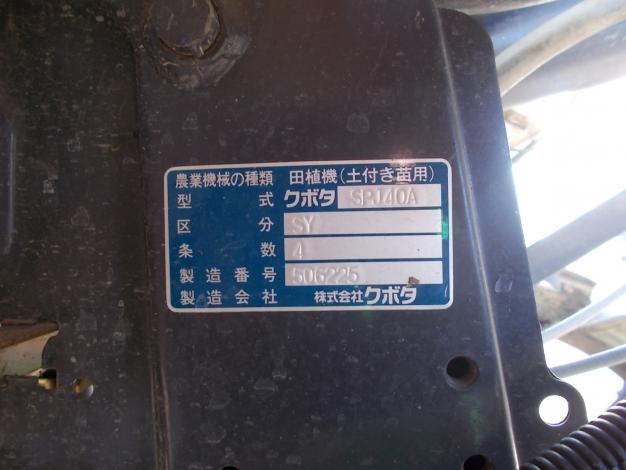 農業機械の種類 田植機(土付き苗用)
型式 クボタ SPJ40A
区分 SY
条数 4
製造番号 506225
製造会社 株式会社クボタ